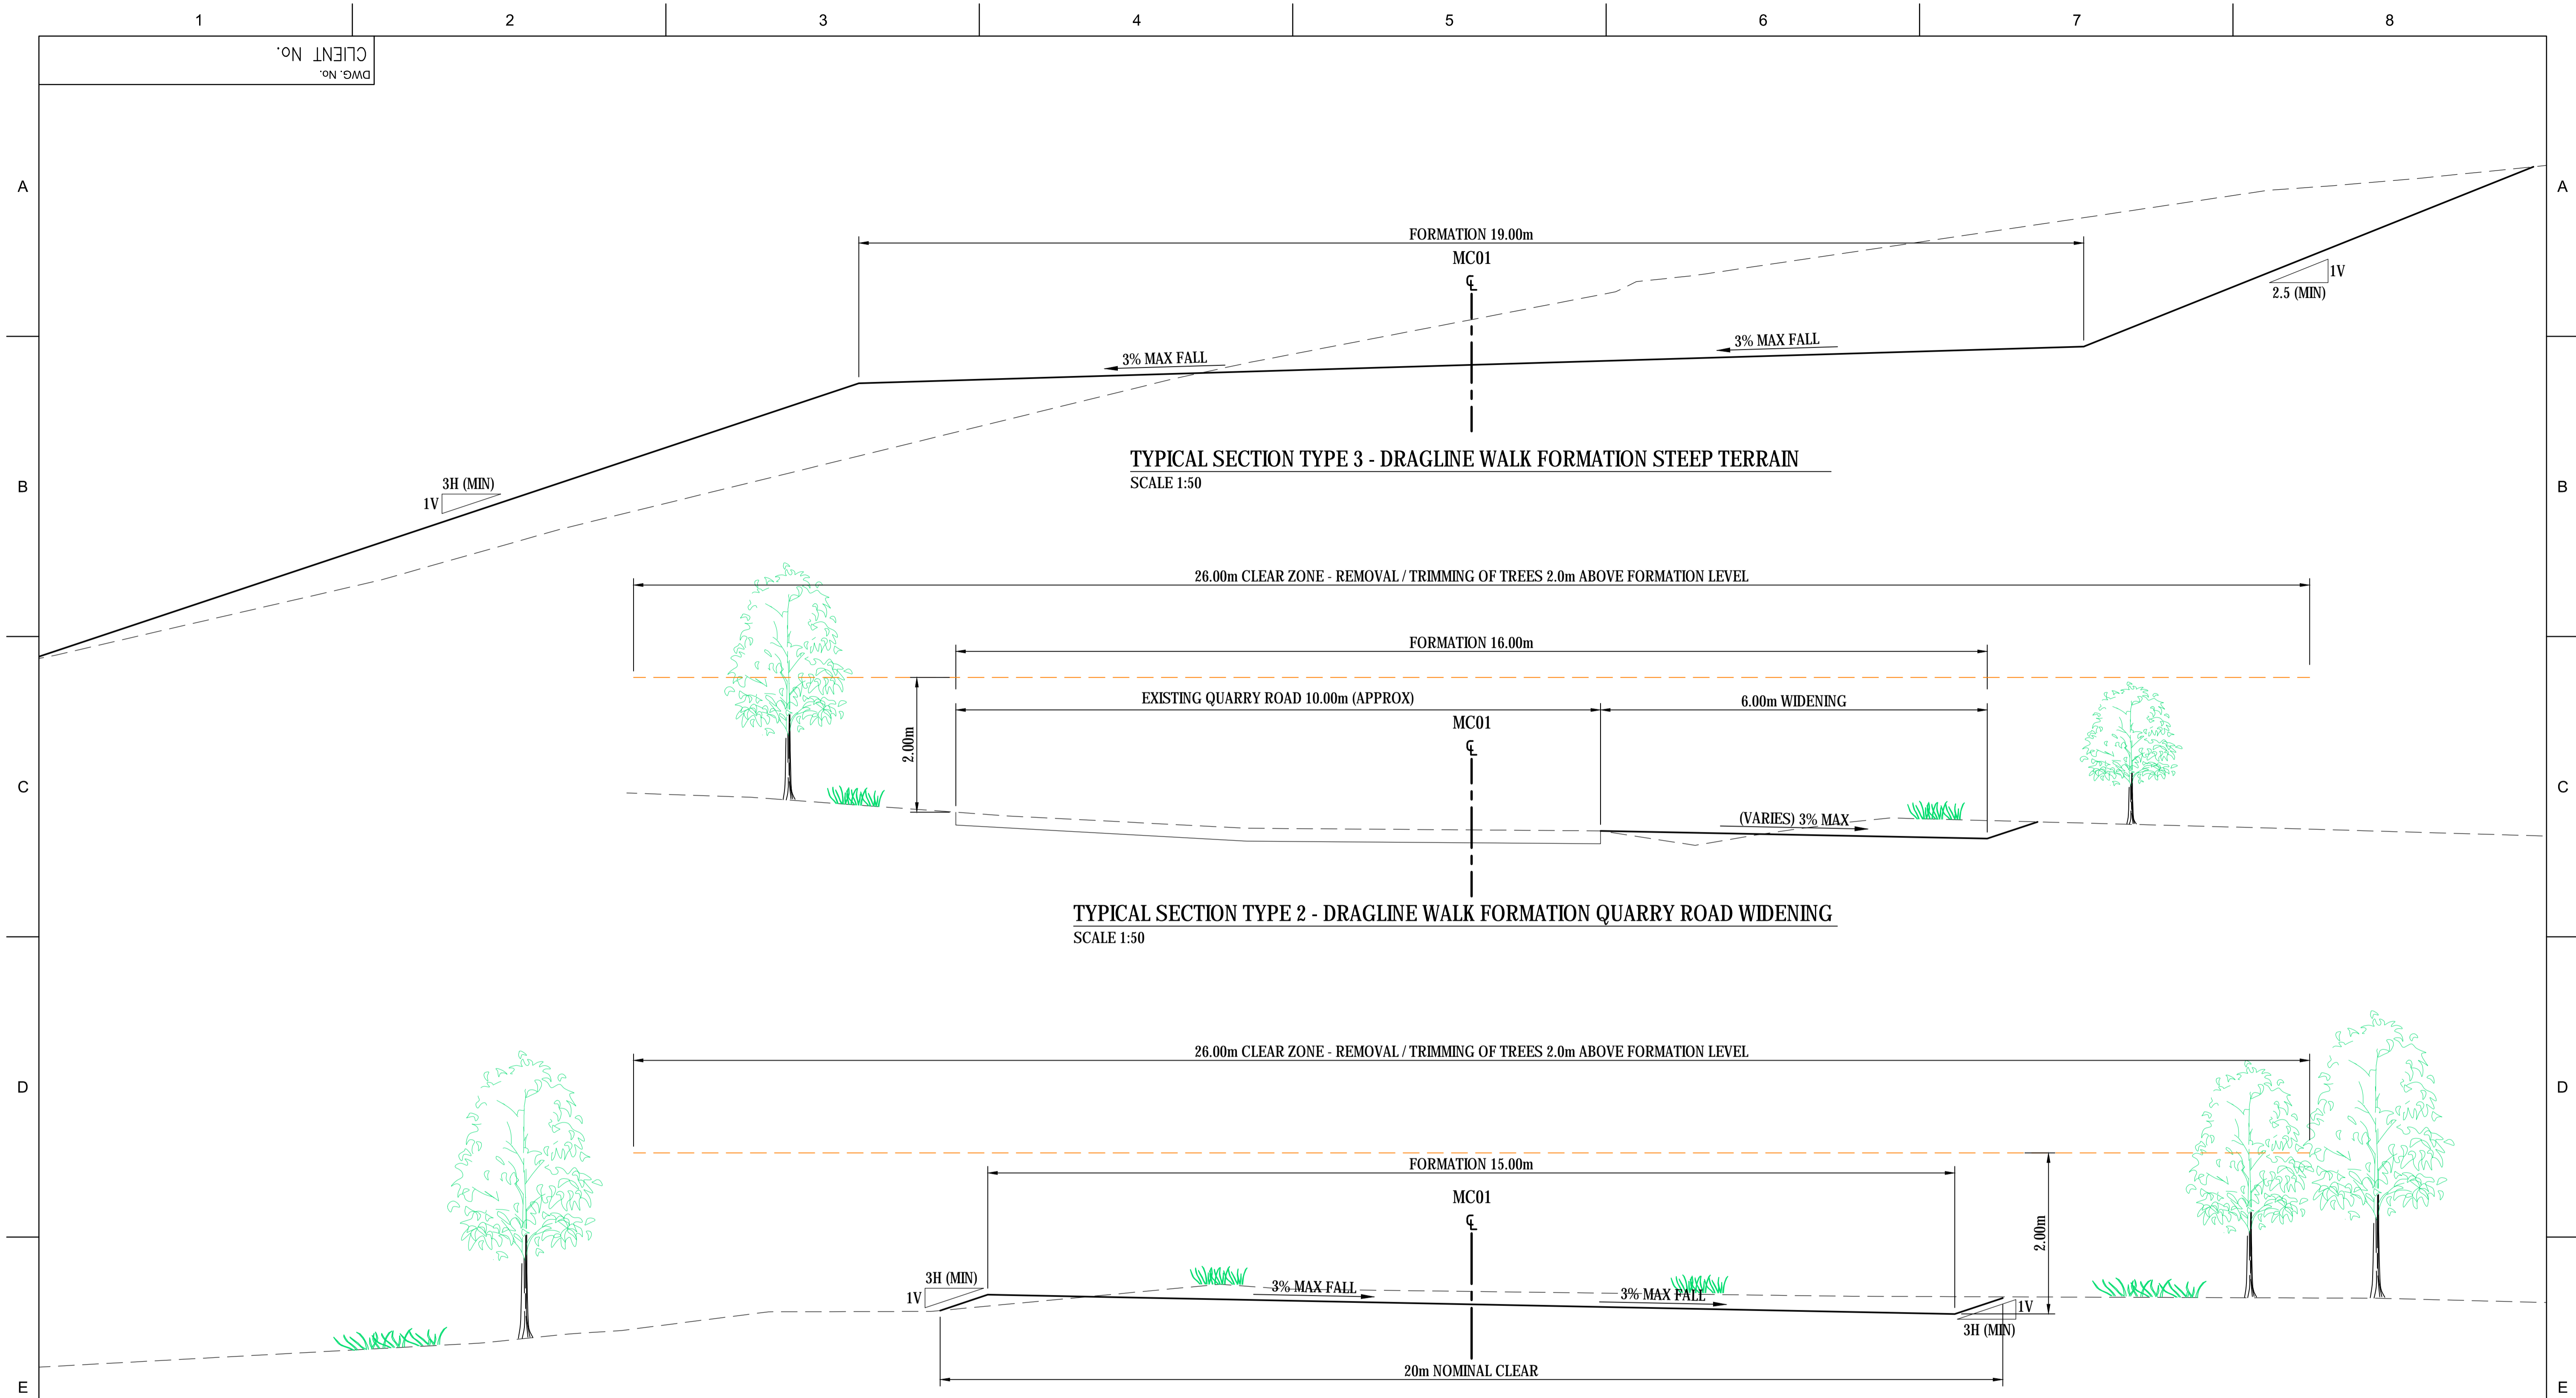 1 2 3 4 5 6 7 8
CLIENT No.
DWG. No.
A A
FORMATION 19.00m
MC01
℄
1V
2.5 (MIN)
3% MAX FALL
3% MAX FALL
TYPICAL SECTION TYPE 3 - DRAGLINE WALK FORMATION STEEP TERRAIN
SCALE 1:50
3H (MIN)
1V
B B
26.00m CLEAR ZONE - REMOVAL / TRIMMING OF TREES 2.0m ABOVE FORMATION LEVEL
FORMATION 16.00m
EXISTING QUARRY ROAD 10.00m (APPROX)
6.00m WIDENING
MC01
℄
2.00m
C C
(VARIES) 3% MAX
TYPICAL SECTION TYPE 2 - DRAGLINE WALK FORMATION QUARRY ROAD WIDENING
SCALE 1:50
26.00m CLEAR ZONE - REMOVAL / TRIMMING OF TREES 2.0m ABOVE FORMATION LEVEL
D D
FORMATION 15.00m
MC01
℄
2.00m
3H (MIN)
1V
3% MAX FALL
3% MAX FALL
1V
3H (MIN)
20m NOMINAL CLEAR
E E